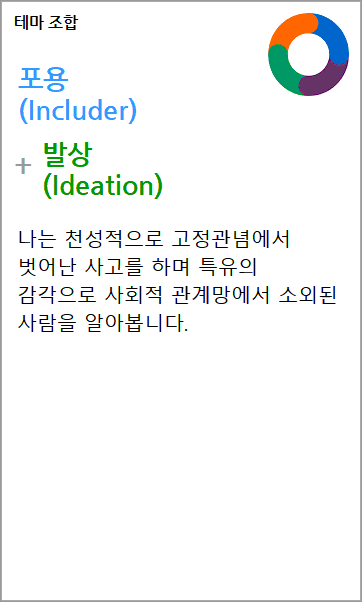 테마 조합
포용
(Includer)
+ 발상
(Ideation)
나는 천성적으로 고정관념에서
벗어난 사고를 하며 특유의
감각으로 사회적 관계망에서 소외된
사람을 알아봅니다.